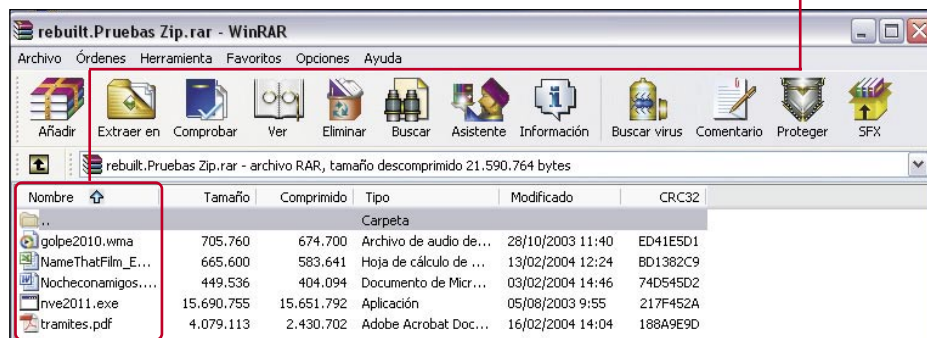 rebuilt.Pruebas Zip.rar - WinRAR
Archivo Órdenes Herramienta Favoritos Opciones Ayuda
Añadir Extraer en Comprobar Ver Eliminar Buscar Asistente Información Buscar virus Comentario Proteger SFX
rebuilt.Pruebas Zip.rar - archivo RAR, tamaño descomprimido 21.590.764 bytes
Nombre Tamaño Comprimido Tipo Modificado CRC32
.. Carpeta
golpe2010.wma 705.760 674.700 Archivo de audio de... 28/10/2003 11:40 ED41E5D1
NameThatFilm_E... 665.600 583.641 Hoja de cálculo de ... 13/02/2004 12:24 BD1382C9
Nocheconamigos.... 449.536 404.094 Documento de Micr... 03/02/2004 14:46 74D545D2
nve2011.exe 15.690.755 15.651.792 Aplicación 05/08/2003 9:55 217F452A
tramites.pdf 4.079.113 2.430.702 Adobe Acrobat Doc... 16/02/2004 14:04 188A9E9D